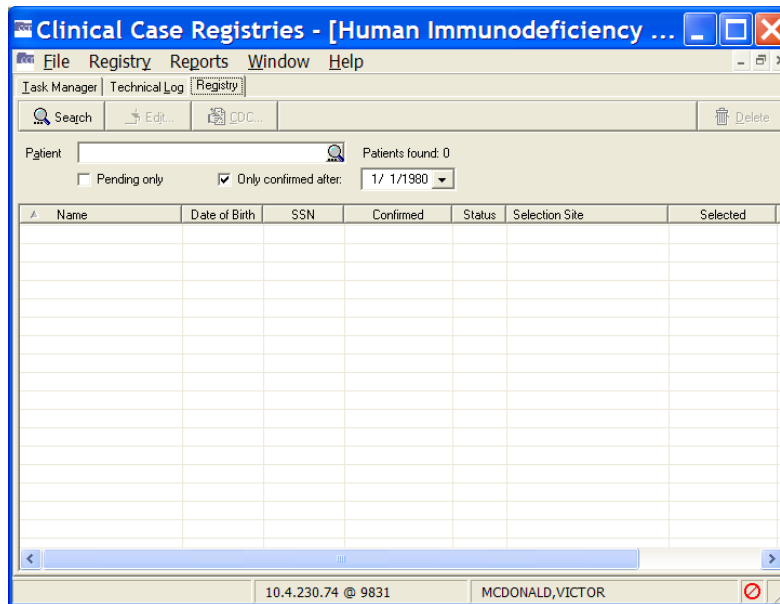 Clinical Case Registries - [Human Immunodeficiency ...
File Registry Reports Window Help
Task Manager Technical Log Registry
Search Edit... CDC... Delete
Patient Patients found: 0
Pending only Only confirmed after: 1/ 1/1980
Name Date of Birth SSN Confirmed Status Selection Site Selected
10.4.230.74 @ 9831 MCDONALD,VICTOR